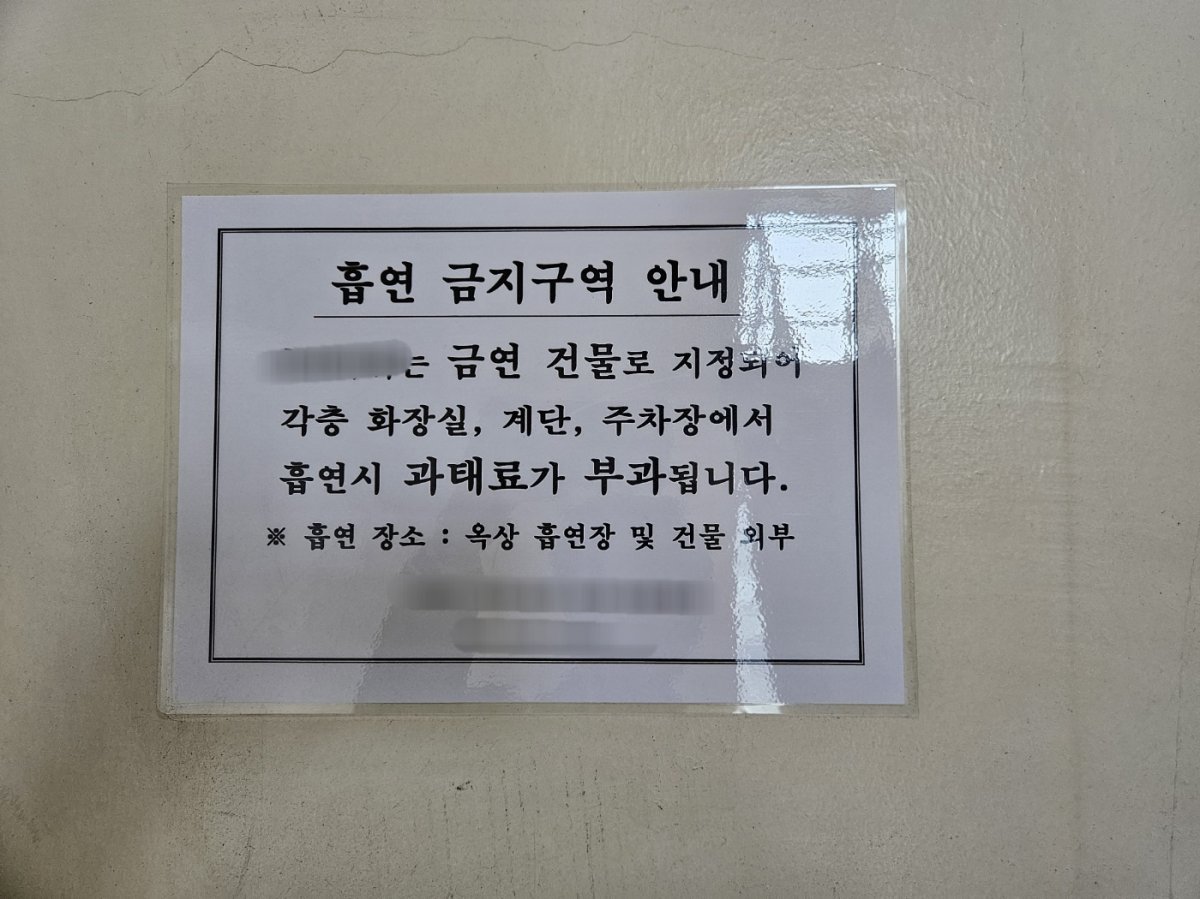 흡연 금지구역 안내
는 금연 건물로 지정되어
각층 화장실, 계단, 주차장에서
흡연시 과태료가 부과됩니다.
※ 흡연 장소 : 옥상 흡연장 및 건물 외부